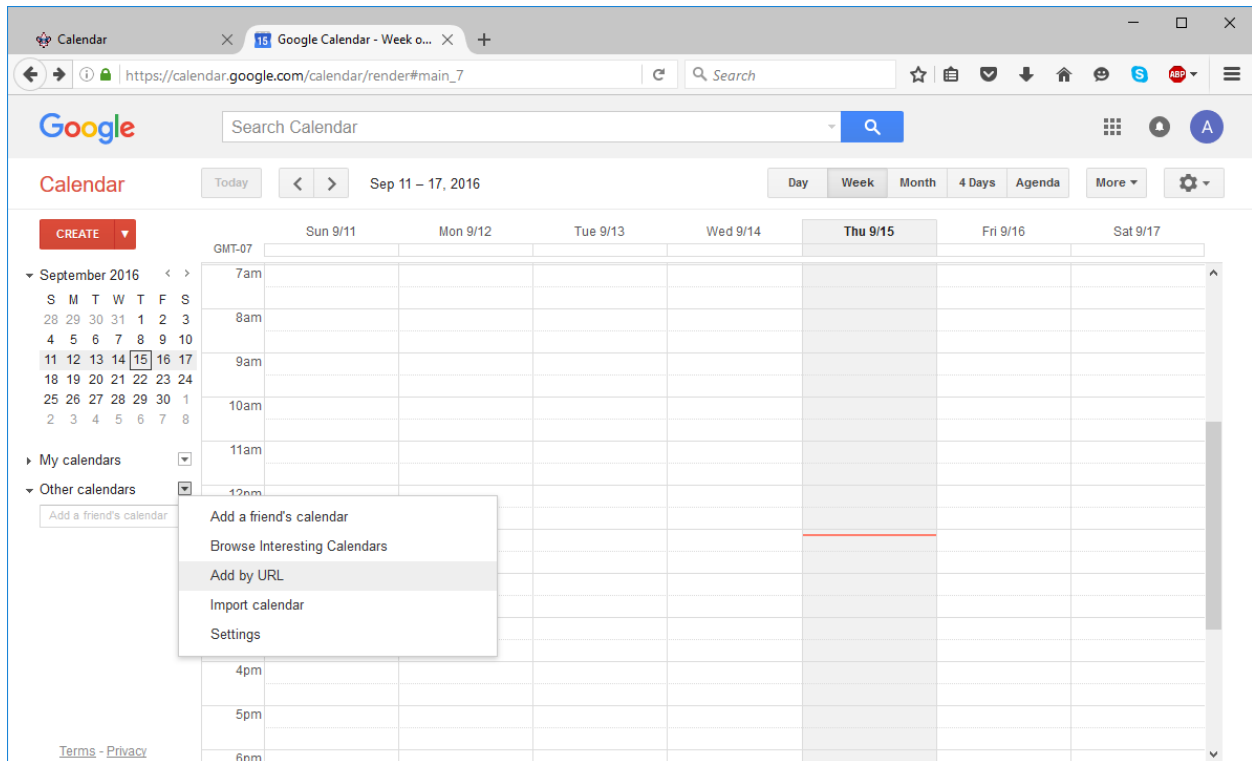 Calendar
15 Google Calendar - Week o...
https://calendar.google.com/calendar/render#main_7
Search
S
ABP
Google
Search Calendar
A
Calendar
Today
Sep 11 – 17, 2016
Day Week Month 4 Days Agenda
More
CREATE
Sun 9/11 Mon 9/12 Tue 9/13 Wed 9/14 Thu 9/15 Fri 9/16 Sat 9/17
GMT-07
September 2016
S M T W T F S
28 29 30 31 1 2 3
4 5 6 7 8 9 10
11 12 13 14 15 16 17
18 19 20 21 22 23 24
25 26 27 28 29 30 1
2 3 4 5 6 7 8
7am
8am
9am
10am
11am
12pm
My calendars
Other calendars
Add a friend's calendar
Add a friend's calendar
Browse Interesting Calendars
Add by URL
Import calendar
Settings
4pm
5pm
6pm
Terms - Privacy